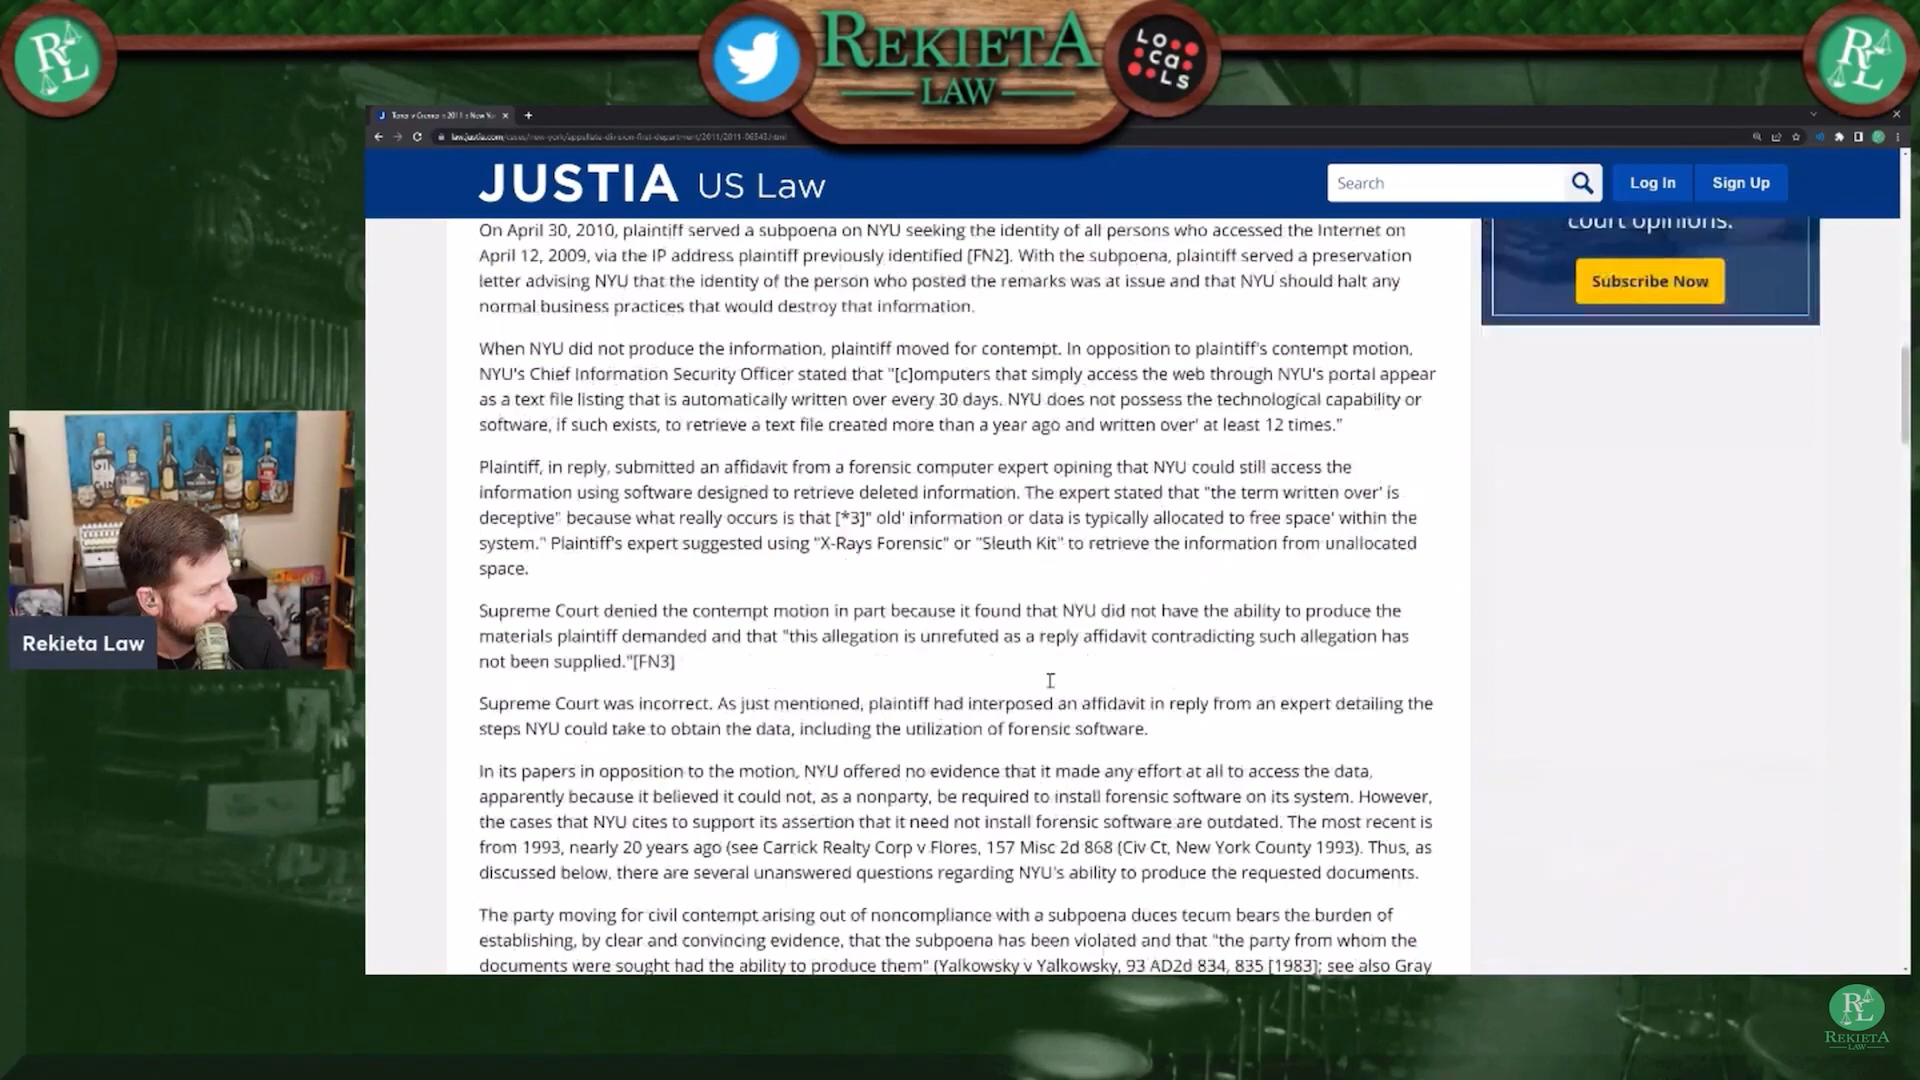 RL
REKIETA
LAW
LOcaLS
RL
law.justia.com/cases/new-york/appellate-division-first-department/2011/2011-06543.html
JUSTIA US Law
Search
Log In
Sign Up
court opinions.
Subscribe Now
On April 30, 2010, plaintiff served a subpoena on NYU seeking the identity of all persons who accessed the Internet on
April 12, 2009, via the IP address plaintiff previously identified [FN2]. With the subpoena, plaintiff served a preservation
letter advising NYU that the identity of the person who posted the remarks was at issue and that NYU should halt any
normal business practices that would destroy that information.
When NYU did not produce the information, plaintiff moved for contempt. In opposition to plaintiff's contempt motion,
NYU's Chief Information Security Officer stated that "[c]omputers that simply access the web through NYU's portal appear
as a text file listing that is automatically written over every 30 days. NYU does not possess the technological capability or
software, if such exists, to retrieve a text file created more than a year ago and written over' at least 12 times."
Plaintiff, in reply, submitted an affidavit from a forensic computer expert opining that NYU could still access the
information using software designed to retrieve deleted information. The expert stated that "the term written over' is
deceptive" because what really occurs is that [*3]" old' information or data is typically allocated to free space' within the
system." Plaintiff's expert suggested using "X-Rays Forensic" or "Sleuth Kit" to retrieve the information from unallocated
space.
Supreme Court denied the contempt motion in part because it found that NYU did not have the ability to produce the
materials plaintiff demanded and that "this allegation is unrefuted as a reply affidavit contradicting such allegation has
not been supplied."[FN3]
Supreme Court was incorrect. As just mentioned, plaintiff had interposed an affidavit in reply from an expert detailing the
steps NYU could take to obtain the data, including the utilization of forensic software.
In its papers in opposition to the motion, NYU offered no evidence that it made any effort at all to access the data,
apparently because it believed it could not, as a nonparty, be required to install forensic software on its system. However,
the cases that NYU cites to support its assertion that it need not install forensic software are outdated. The most recent is
from 1993, nearly 20 years ago (see Carrick Realty Corp v Flores, 157 Misc 2d 868 (Civ Ct, New York County 1993). Thus, as
discussed below, there are several unanswered questions regarding NYU's ability to produce the requested documents.
The party moving for civil contempt arising out of noncompliance with a subpoena duces tecum bears the burden of
establishing, by clear and convincing evidence, that the subpoena has been violated and that "the party from whom the
documents were sought had the ability to produce them" (Yalkowsky v Yalkowsky, 93 AD2d 834, 835 [1983]; see also Gray
GIN
Rekieta Law
RL
REKIETA
LAW